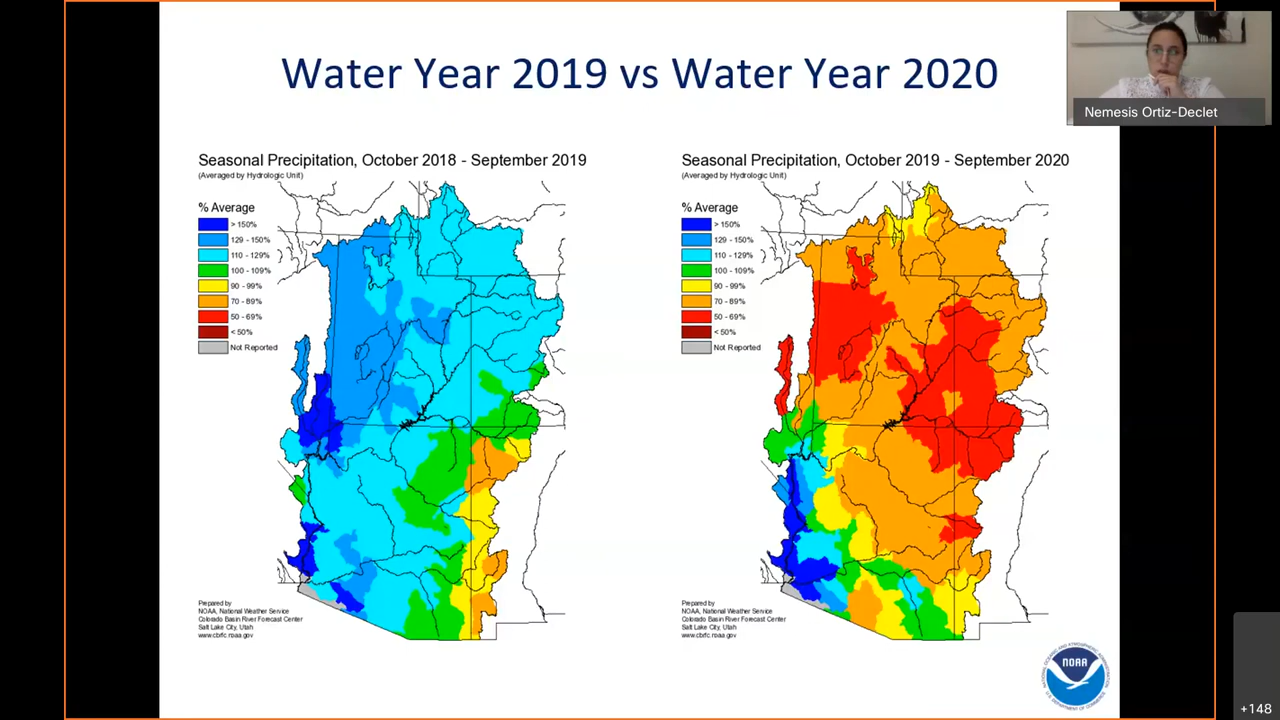 Water Year 2019 vs Water Year 2020
Nemesis Ortiz-Declet
Seasonal Precipitation, October 2018 - September 2019
(Averaged by Hydrologic Unit)
% Average
> 150%
129 - 150%
110 - 129%
100 - 109%
90 - 99%
70 - 89%
50 - 69%
< 50%
Not Reported
Prepared by
NOAA, National Weather Service
Colorado Basin River Forecast Center
Salt Lake City, Utah
www.cbrfc.noaa.gov
Seasonal Precipitation, October 2019 - September 2020
(Averaged by Hydrologic Unit)
% Average
> 150%
129 - 150%
110 - 129%
100 - 109%
90 - 99%
70 - 89%
50 - 69%
< 50%
Not Reported
Prepared by
NOAA, National Weather Service
Colorado Basin River Forecast Center
Salt Lake City, Utah
www.cbrfc.noaa.gov
NOAA
+148